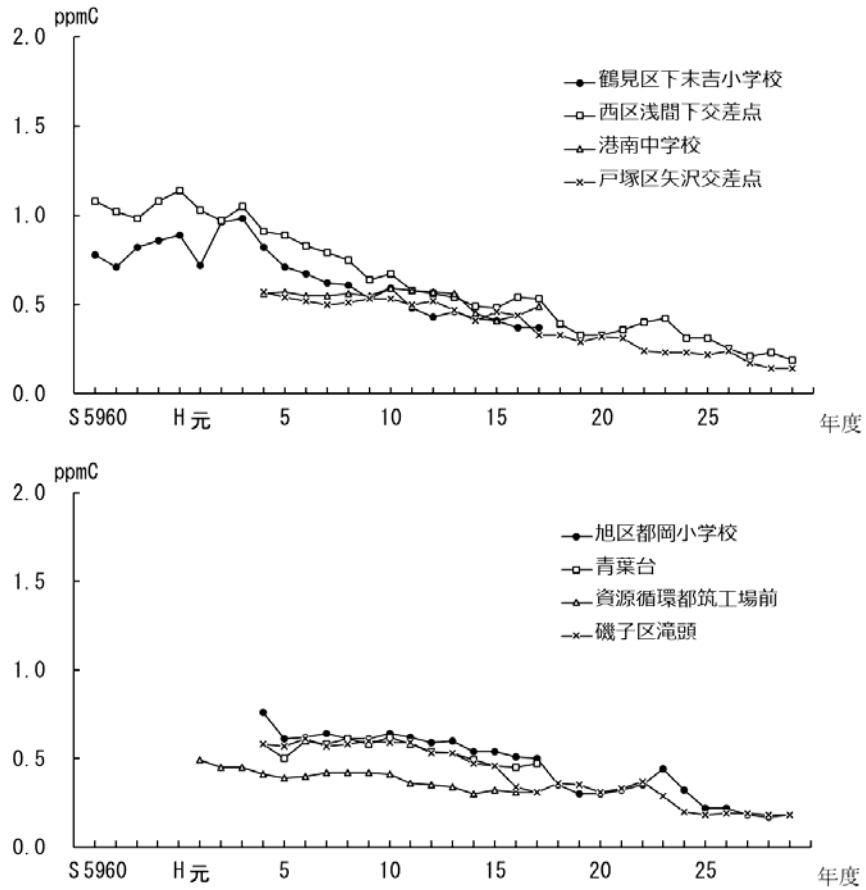 ppmC
2.0
1.5
1.0
0.5
0.0
鶴見区下末吉小学校
西区浅間下交差点
港南中学校
戸塚区矢沢交差点
S 5960 H元 5 10 15 20 25 年度
ppmC
2.0
1.5
1.0
0.5
0.0
旭区都岡小学校
青葉台
資源循環都筑工場前
磯子区滝頭
S 5960 H元 5 10 15 20 25 年度